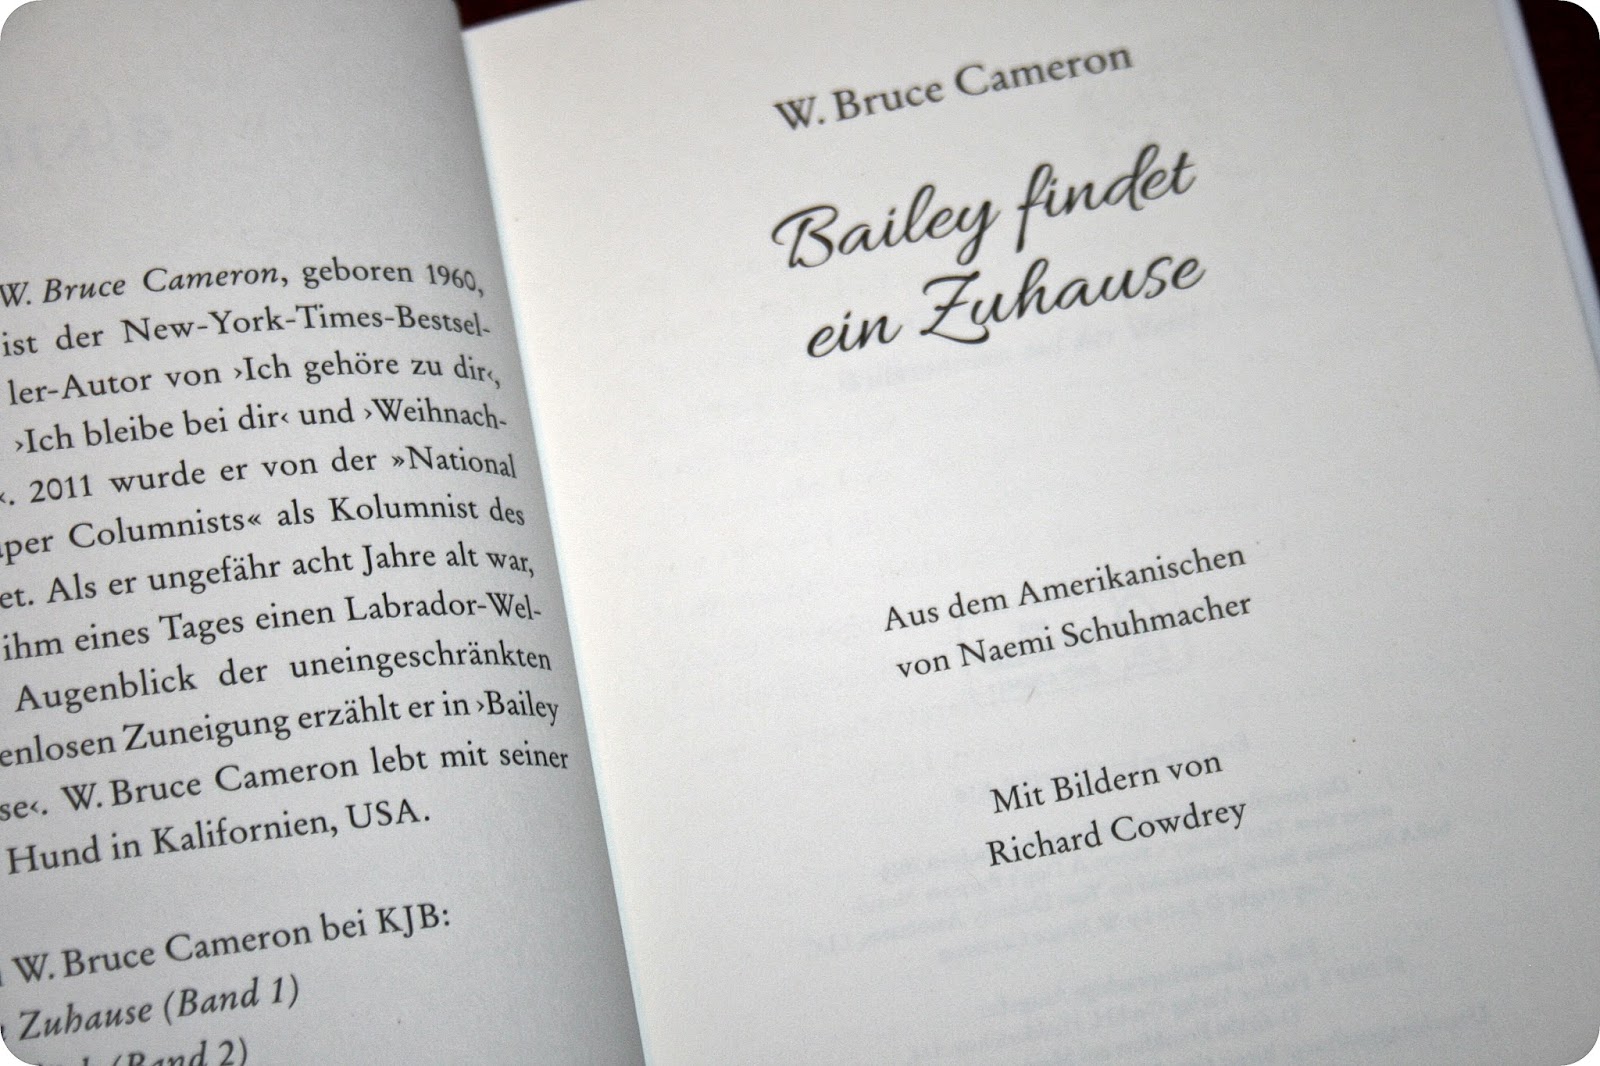 W. Bruce Cameron, geboren 1960,
ist der New-York-Times-Bestsel-
ler-Autor von ›Ich gehöre zu dir‹,
›Ich bleibe bei dir‹ und ›Weihnach-
‹. 2011 wurde er von der »National
Columnists« als Kolumnist des
Als er ungefähr acht Jahre alt war,
ihm eines Tages einen Labrador-Wel-
Augenblick der uneingeschränkten
Zuneigung erzählt er in ›Bailey
‹. W. Bruce Cameron lebt mit seiner
Hund in Kalifornien, USA.
W. Bruce Cameron bei KJB:
Zuhause (Band 1)
(Band 2)
W. Bruce Cameron
Bailey findet
ein Zuhause
Aus dem Amerikanischen
von Naemi Schuhmacher
Mit Bildern von
Richard Cowdrey